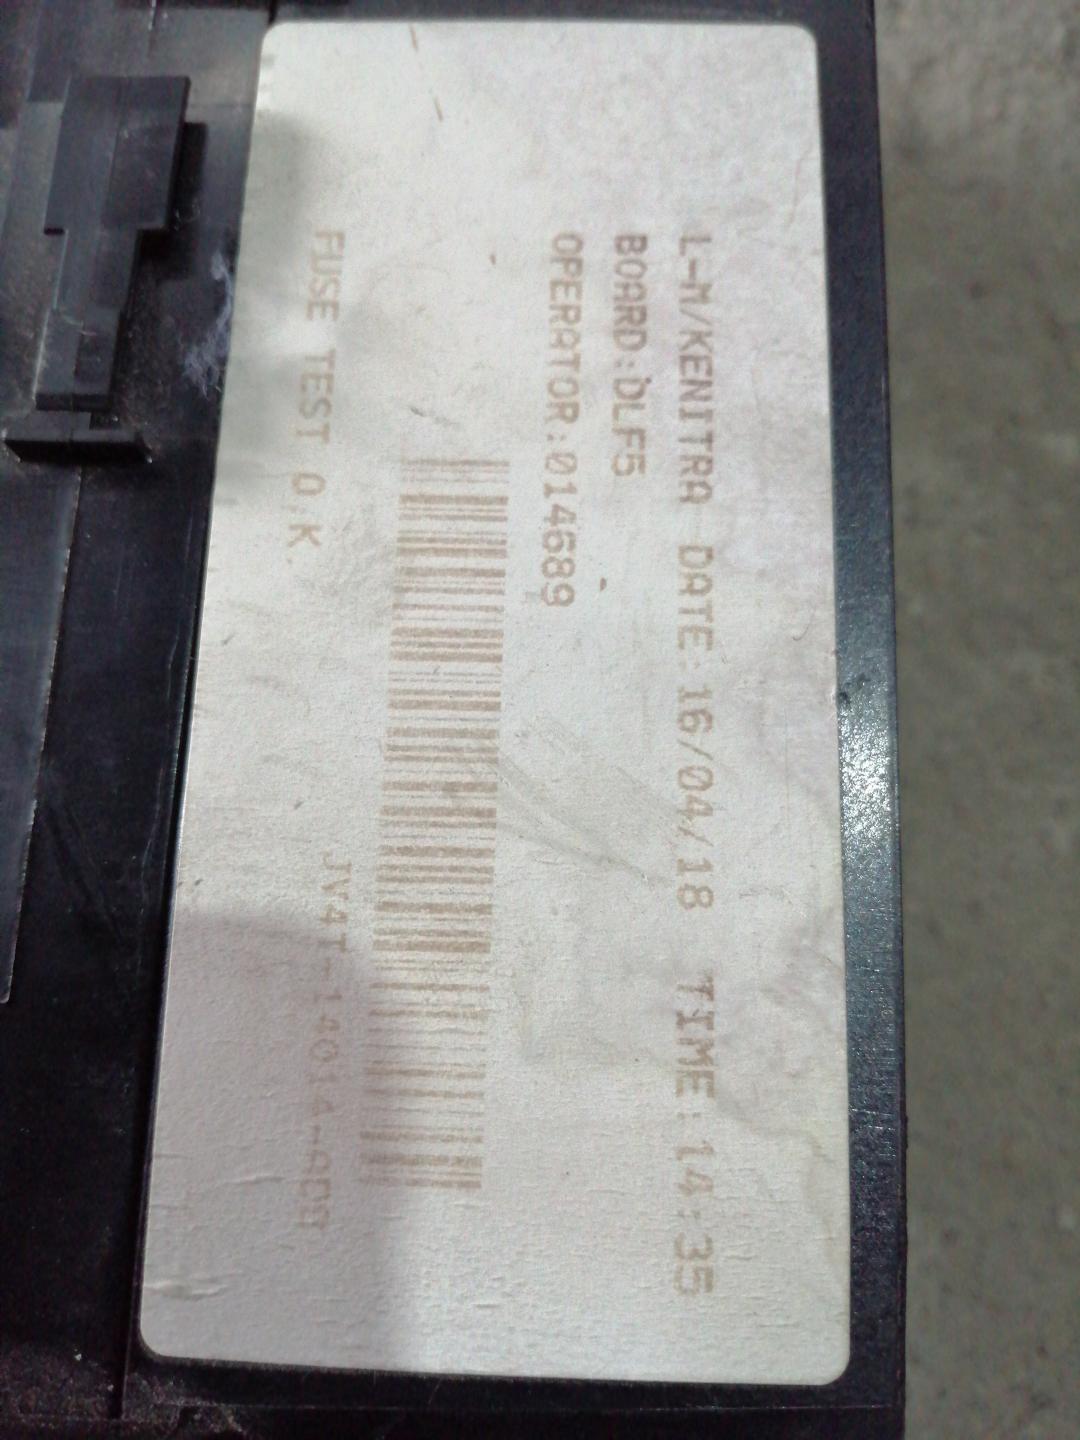 L-M/KENITRA DATE:16/04/18 TIME:14:35
BOARD:DLF5
OPERATOR:014689
FUSE TEST O.K